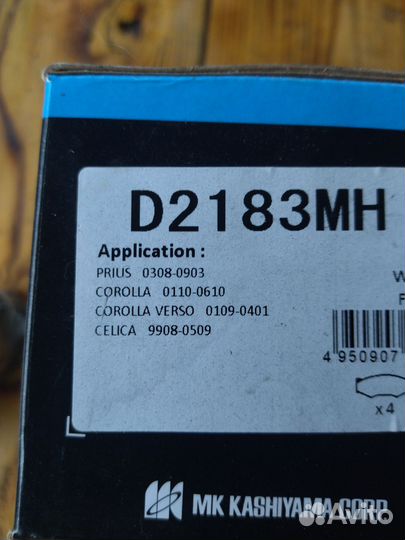 D2183MH
Application :
PRIUS 0308-0903
COROLLA 0110-0610
COROLLA VERSO 0109-0401
CELICA 9908-0509
W
F
4 950907
x4
MK KASHIYAMA CORP
Avito